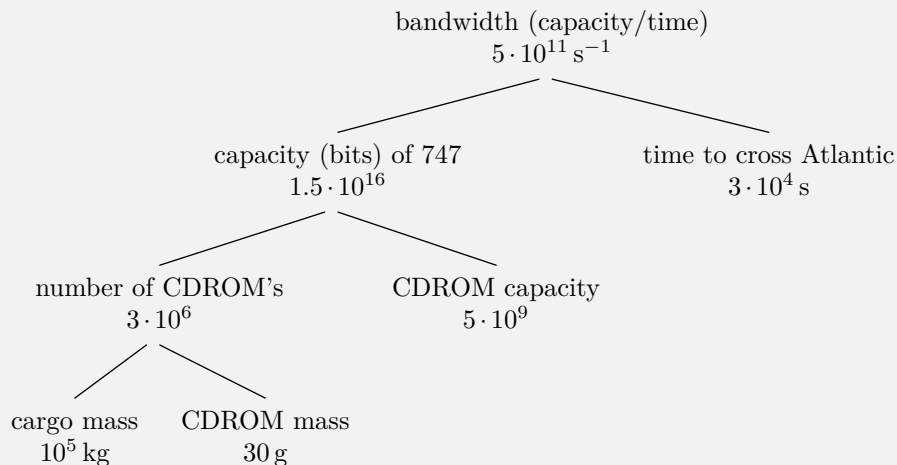 bandwidth (capacity/time)
5·10¹¹ s⁻¹
capacity (bits) of 747
1.5·10¹⁶
time to cross Atlantic
3·10⁴ s
number of CDROM's
3·10⁶
CDROM capacity
5·10⁹
cargo mass
10⁵ kg
CDROM mass
30 g